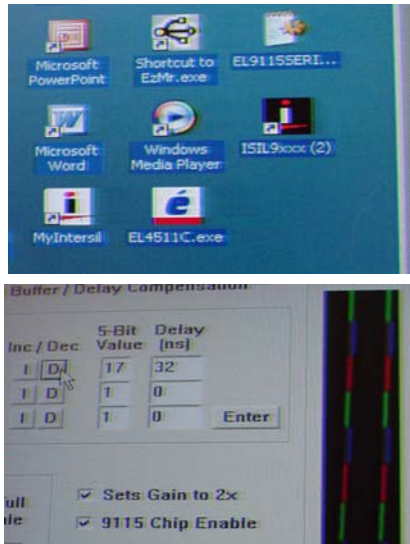 Microsoft PowerPoint
Shortcut to EzMr.exe
EL9115SERI...
Microsoft Word
Windows Media Player
ISIL9xxx (2)
MyIntersil
EL4511C.exe
Buffer / Delay Compensation
Inc / Dec
5-Bit Value
Delay (ns)
I D 17 32
I D 1 0
I D 1 0 Enter
Sets Gain to 2x
9115 Chip Enable